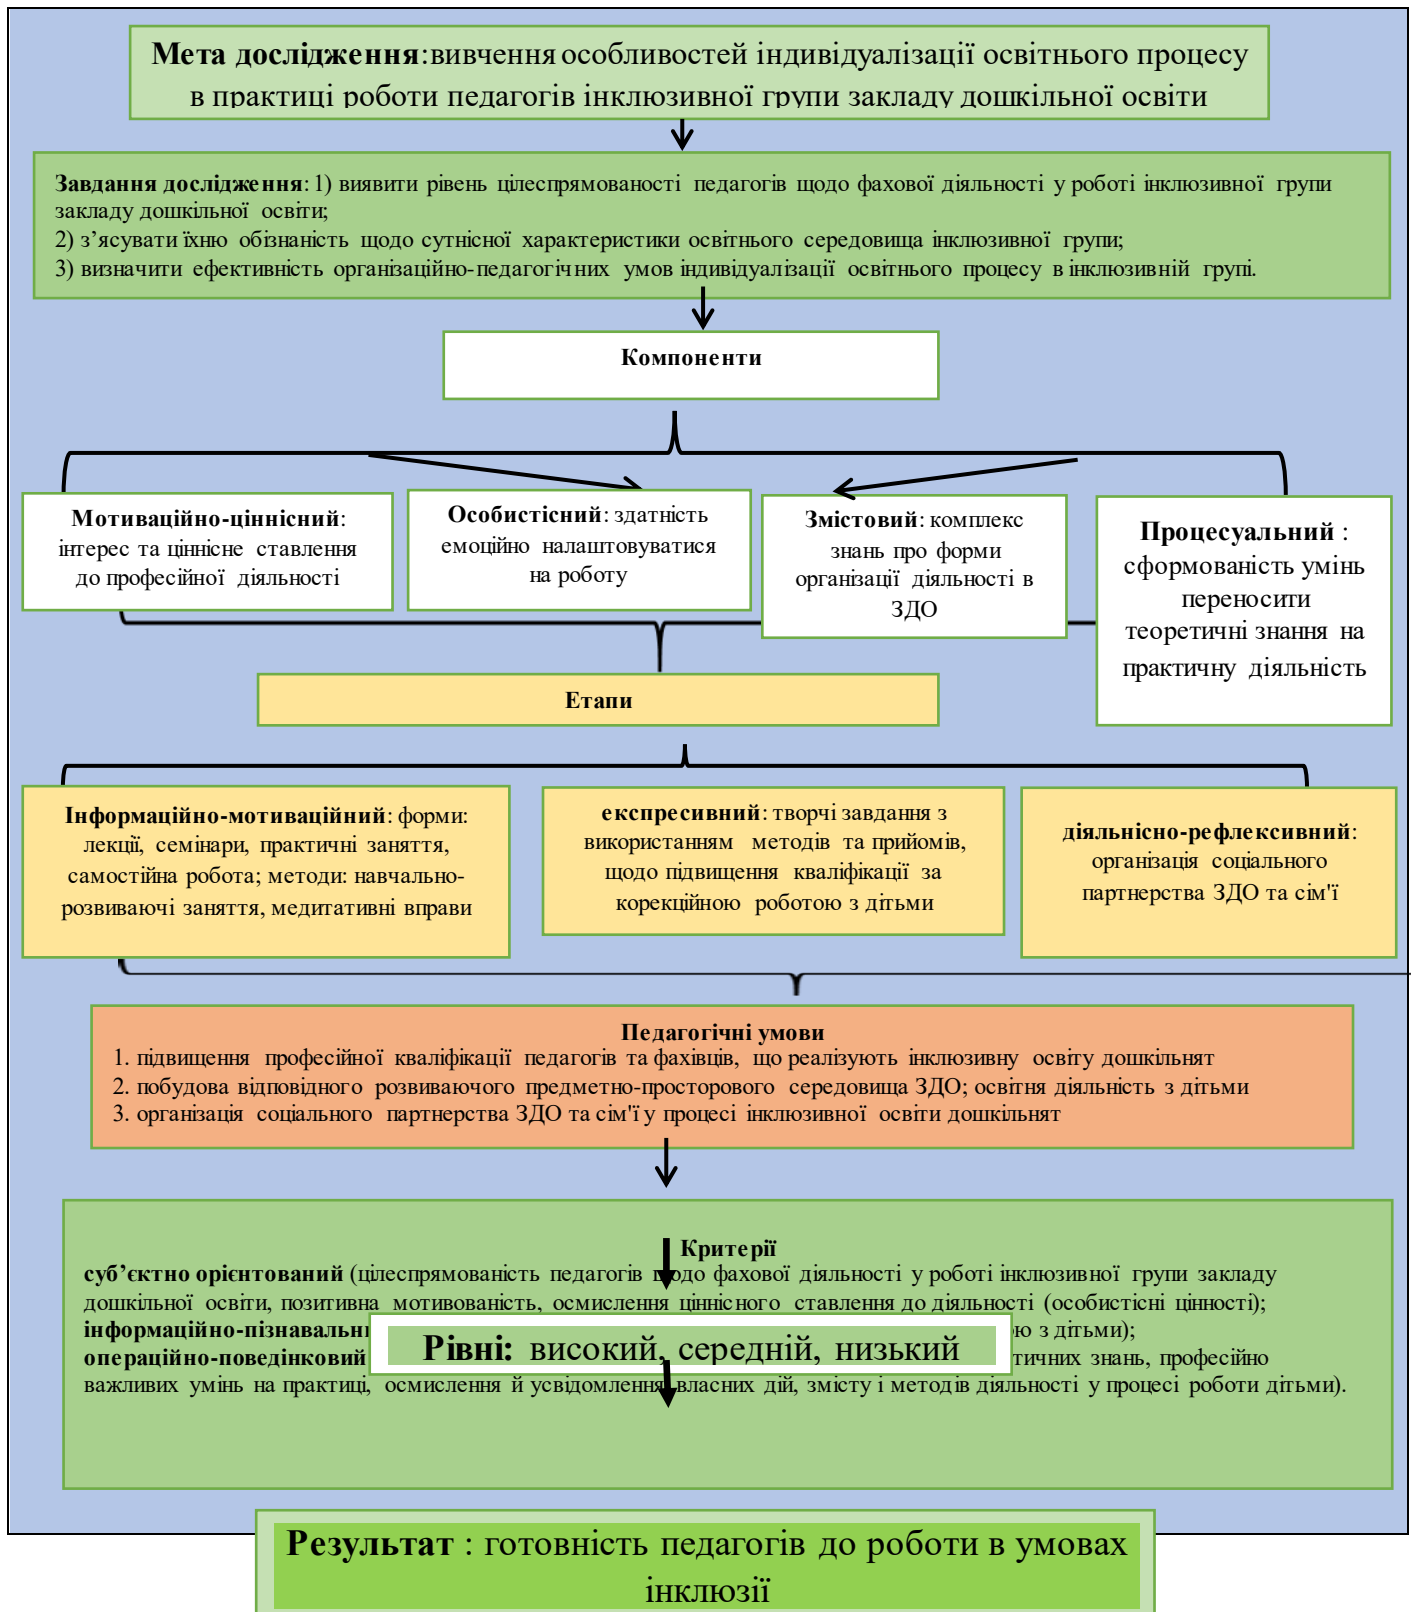 Мета дослідження:вивчення особливостей індивідуалізації освітнього процесу
в практиці роботи педагогів інклюзивної групи закладу дошкільної освіти
Завдання дослідження: 1) виявити рівень цілеспрямованості педагогів щодо фахової діяльності у роботі інклюзивної групи
закладу дошкільної освіти;
2) з’ясувати їхню обізнаність щодо сутнісної характеристики освітнього середовища інклюзивної групи;
3) визначити ефективність організаційно-педагогічних умов індивідуалізації освітнього процесу в інклюзивній групі.
Компоненти
Мотиваційно-ціннісний:
інтерес та ціннісне ставлення
до професійної діяльності
Особистісний: здатність
емоційно налаштовуватися
на роботу
Змістовий: комплекс
знань про форми
організації діяльності в
ЗДО
Процесуальний :
сформованість умінь
переносити
теоретичні знання на
практичну діяльність
Етапи
Інформаційно-мотиваційний: форми:
лекції, семінари, практичні заняття,
самостійна робота; методи: навчально-
розвиваючі заняття, медитативні вправи
експресивний: творчі завдання з
використанням методів та прийомів,
щодо підвищення кваліфікації за
корекційною роботою з дітьми
діяльнісно-рефлексивний:
організація соціального
партнерства ЗДО та сім'ї
Педагогічні умови
1. підвищення професійної кваліфікації педагогів та фахівців, що реалізують інклюзивну освіту дошкільнят
2. побудова відповідного розвиваючого предметно-просторового середовища ЗДО; освітня діяльність з дітьми
3. організація соціального партнерства ЗДО та сім'ї у процесі інклюзивної освіти дошкільнят
Критерії
суб’єктно орієнтований (цілеспрямованість педагогів щодо фахової діяльності у роботі інклюзивної групи закладу
дошкільної освіти, позитивна мотивованість, осмислення ціннісного ставлення до діяльності (особистісні цінності);
з дітьми);
операційно-поведінковий знань, професійно
важливих умінь на практиці, осмислення й усвідомлення власних дій, змісту і методів діяльності у процесі роботи дітьми).
Рівні: високий, середній, низький
Результат : готовність педагогів до роботи в умовах
інклюзії